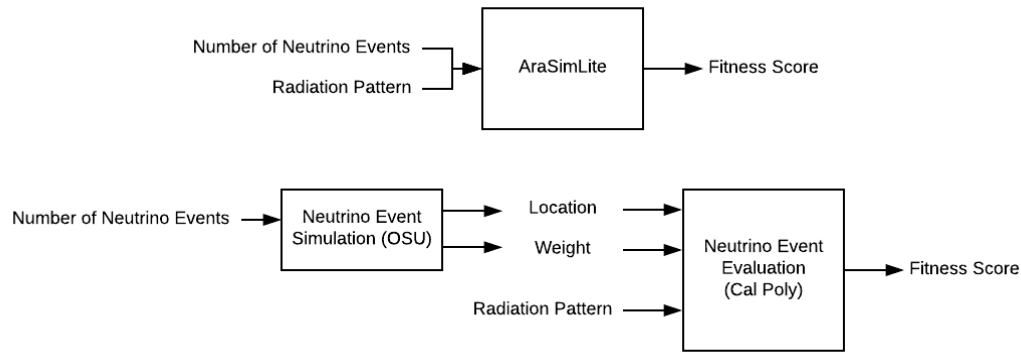 Number of Neutrino Events
Radiation Pattern
AraSimLite
Fitness Score
Number of Neutrino Events
Neutrino Event
Simulation (OSU)
Location
Weight
Radiation Pattern
Neutrino Event
Evaluation
(Cal Poly)
Fitness Score